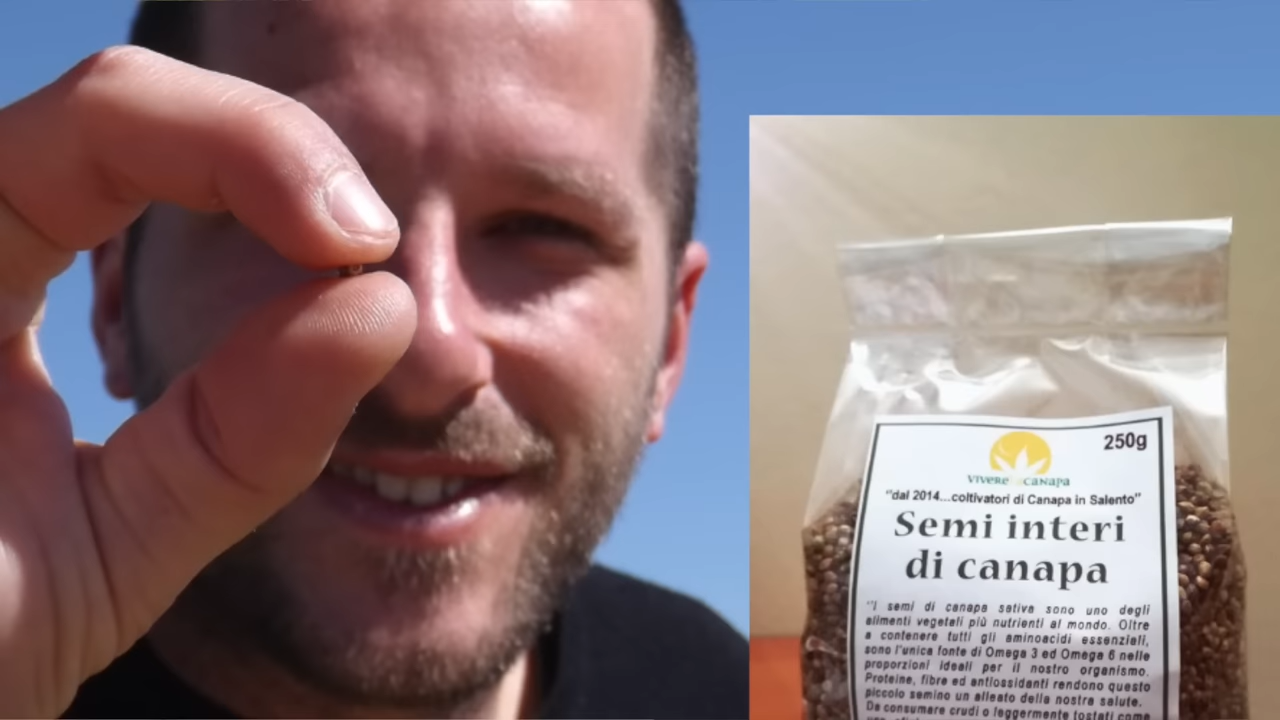 250g
VIVERE la CANAPA
"dal 2014...coltivatori di Canapa in Salento"
Semi interi
di canapa
"I semi di canapa sativa sono uno degli
alimenti vegetali più nutrienti al mondo. Oltre
a contenere tutti gli aminoacidi essenziali,
sono l'unica fonte di Omega 3 ed Omega 6 nelle
proporzioni ideali per il nostro organismo.
Proteine, fibre ed antiossidanti rendono questo
piccolo semino un alleato della nostra salute.
Da consumare crudi o leggermente tostati come